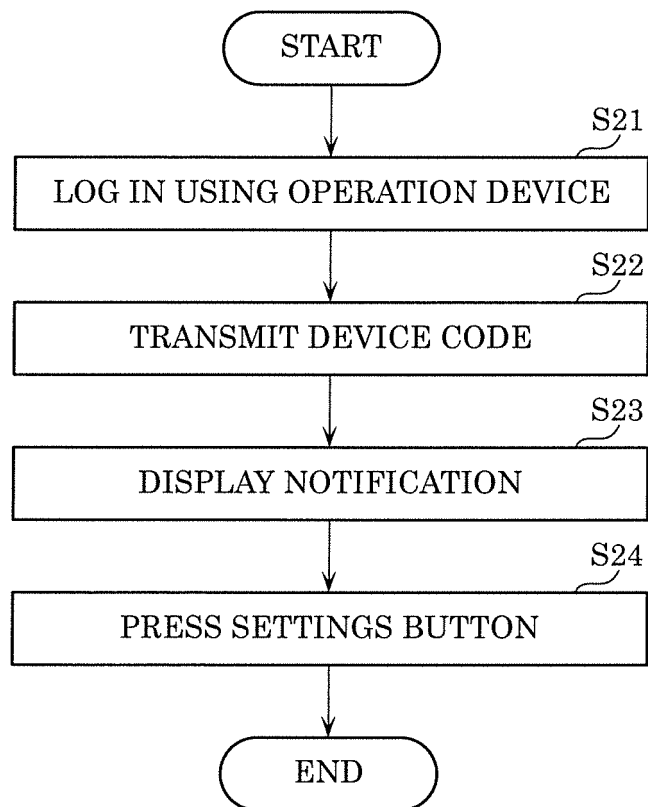 START
S21
LOG IN USING OPERATION DEVICE
S22
TRANSMIT DEVICE CODE
S23
DISPLAY NOTIFICATION
S24
PRESS SETTINGS BUTTON
END